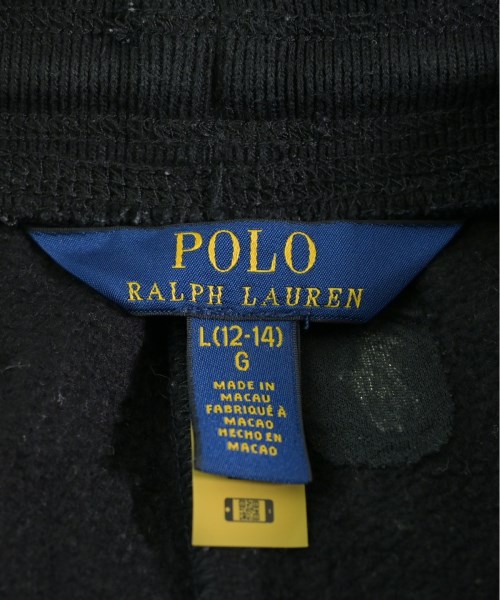 POLO
RALPH LAUREN
L(12-14)
G
MADE IN
MACAU
FABRIQUÉ À
MACAO
HECHO EN
MACAO